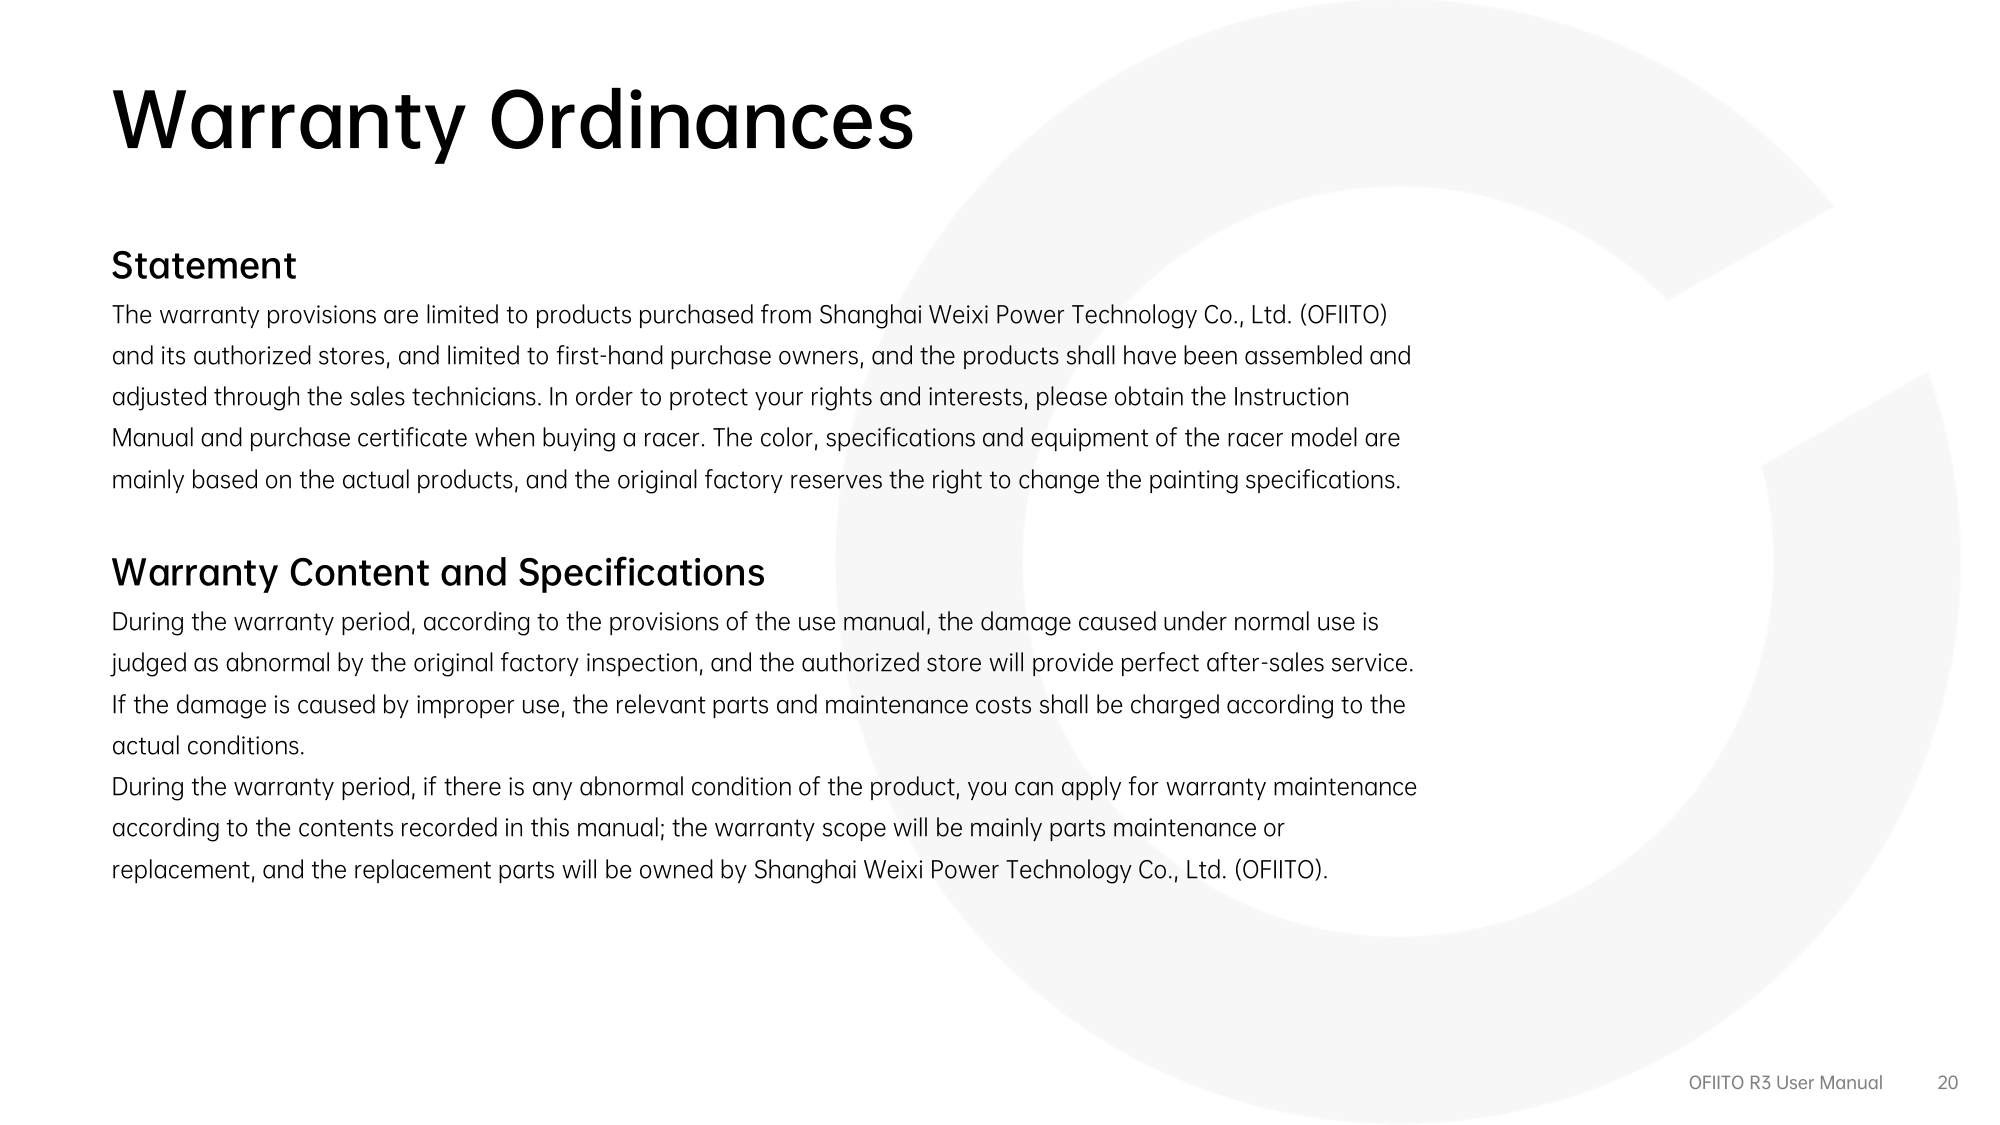 Warranty Ordinances
Statement
The warranty provisions are limited to products purchased from Shanghai Weixi Power Technology Co., Ltd. (OFIITO)
and its authorized stores, and limited to first-hand purchase owners, and the products shall have been assembled and
adjusted through the sales technicians. In order to protect your rights and interests, please obtain the Instruction
Manual and purchase certificate when buying a racer. The color, specifications and equipment of the racer model are
mainly based on the actual products, and the original factory reserves the right to change the painting specifications.
Warranty Content and Specifications
During the warranty period, according to the provisions of the use manual, the damage caused under normal use is
judged as abnormal by the original factory inspection, and the authorized store will provide perfect after-sales service.
If the damage is caused by improper use, the relevant parts and maintenance costs shall be charged according to the
actual conditions.
During the warranty period, if there is any abnormal condition of the product, you can apply for warranty maintenance
according to the contents recorded in this manual; the warranty scope will be mainly parts maintenance or
replacement, and the replacement parts will be owned by Shanghai Weixi Power Technology Co., Ltd. (OFIITO).
OFIITO R3 User Manual 20